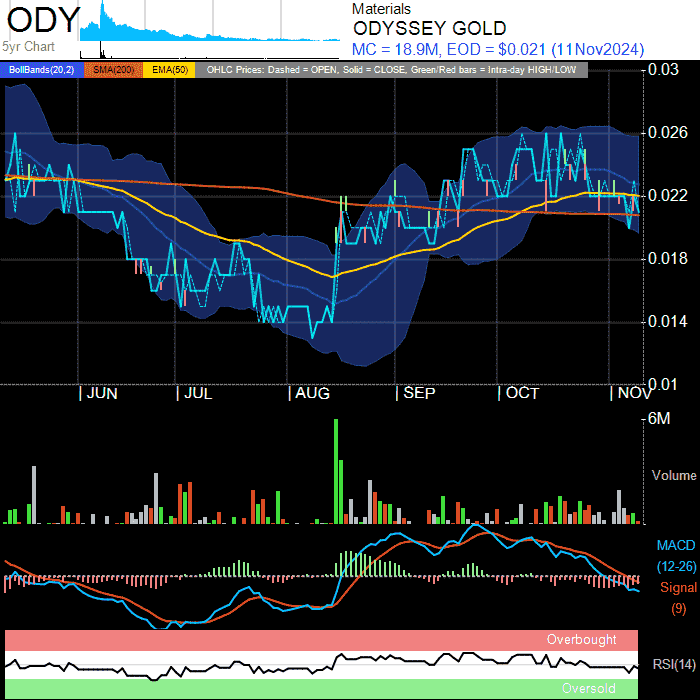 ODY
5yr Chart
Materials
ODYSSEY GOLD
MC = 18.9M, EOD = $0.021 (11Nov2024)
BollBands(20,2) SMA(200) EMA(50) OHLC Prices: Dashed = OPEN, Solid = CLOSE, Green/Red bars = Intra-day HIGH/LOW
0.03
0.026
0.022
0.018
0.014
0.01
JUN JUL AUG SEP OCT NOV
6M
Volume
MACD
(12-26)
Signal
(9)
Overbought
RSI(14)
Oversold